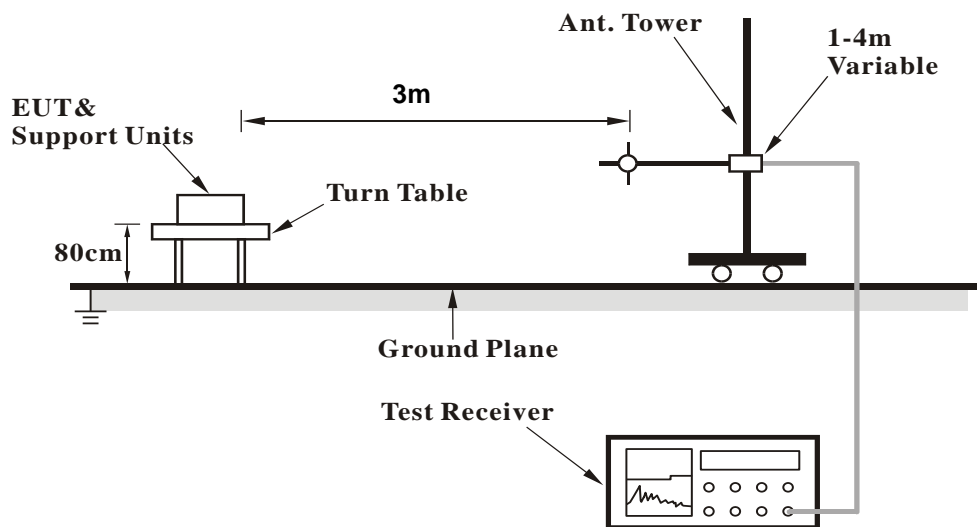 Ant. Tower
1-4m
Variable
3m
EUT&
Support Units
Turn Table
80cm
Ground Plane
Test Receiver